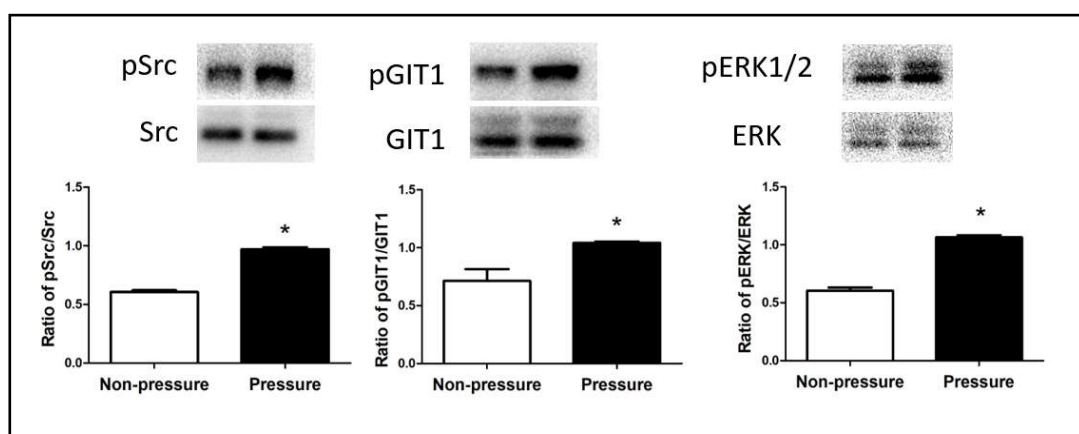 pSrc
Src
pGIT1
GIT1
pERK1/2
ERK
Ratio of pSrc/Src
1.5
1.0
0.5
0.0
*
Non-pressure
Pressure
Ratio of pGIT1/GIT1
1.5
1.0
0.5
0.0
*
Non-pressure
Pressure
Ratio of pERK/ERK
1.5
1.0
0.5
0.0
*
Non-pressure
Pressure